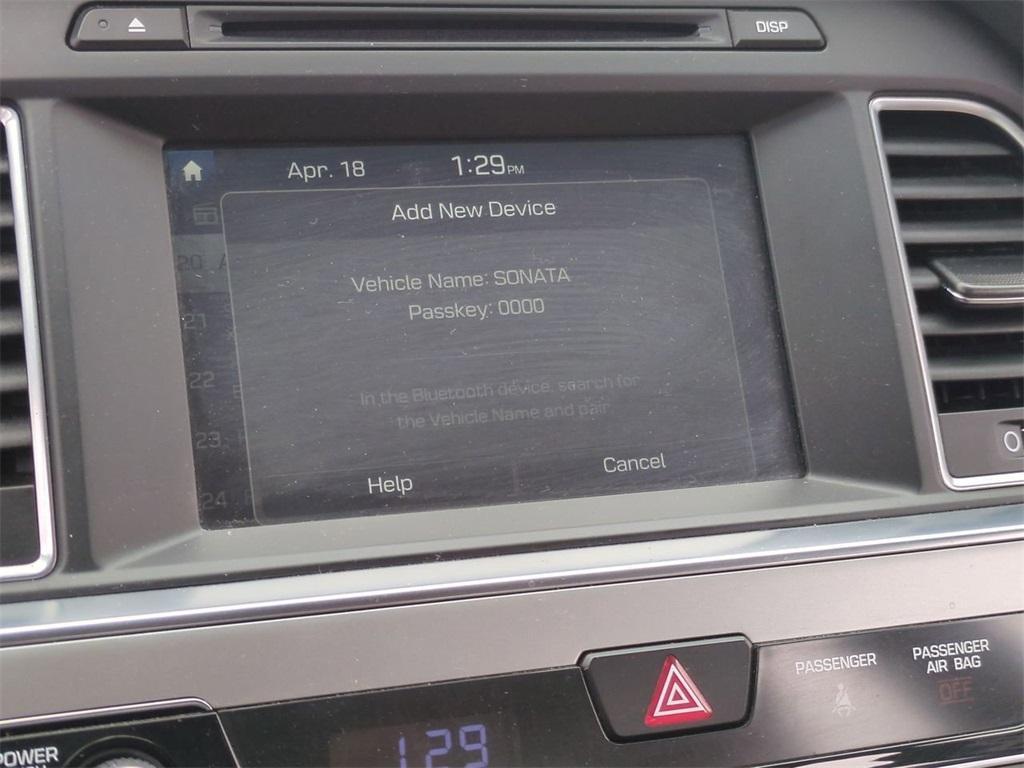 DISP
Apr. 18 1:29 PM
Add New Device
20
Vehicle Name: SONATA
Passkey: 0000
21
22
In the Bluetooth device, search for
the Vehicle Name and pair.
23
24
Help Cancel
PASSENGER
PASSENGER
AIR BAG
OFF
POWER
1:29